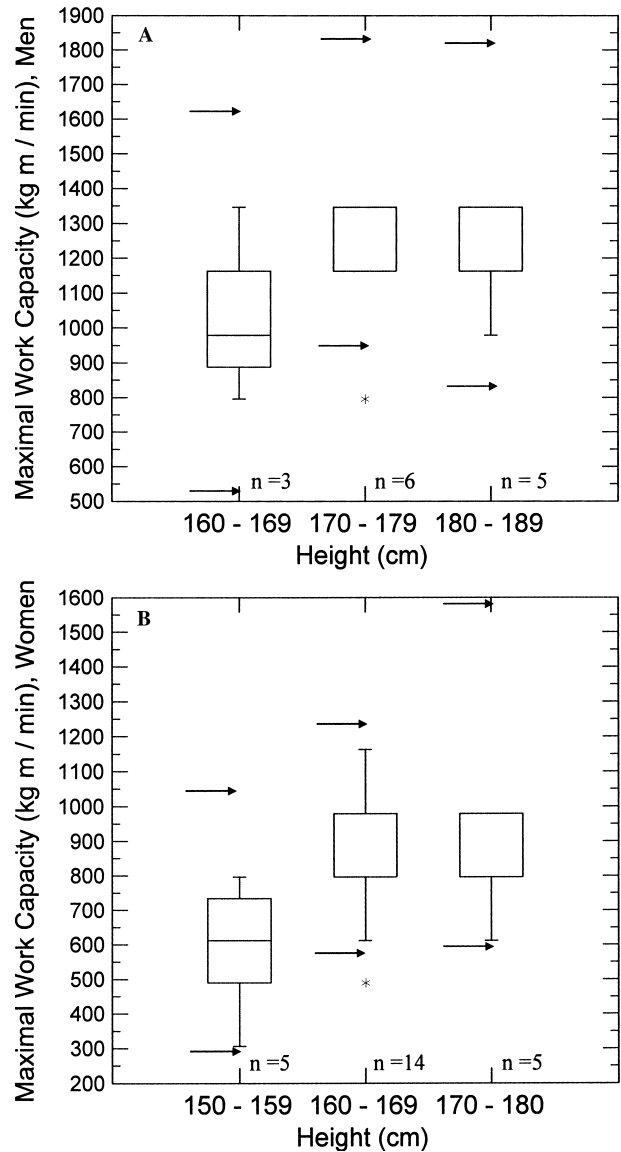 A
Maximal Work Capacity (kg m / min), Men
1900
1800
1700
1600
1500
1400
1300
1200
1100
1000
900
800
700
600
500
n =3
n =6
n = 5
160 - 169
170 - 179
180 - 189
Height (cm)
B
Maximal Work Capacity (kg m / min), Women
1600
1500
1400
1300
1200
1100
1000
900
800
700
600
500
400
300
200
n =5
n =14
n =5
150 - 159
160 - 169
170 - 180
Height (cm)